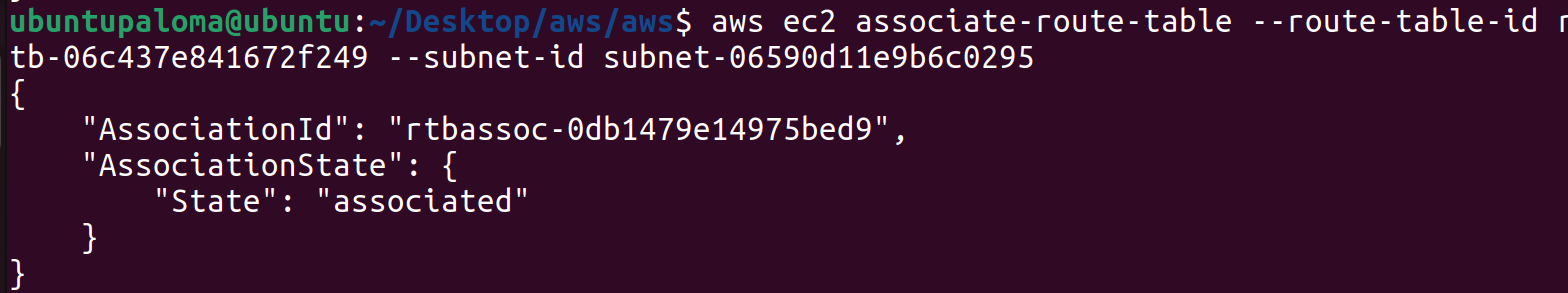 ubuntupaloma@ubuntu:~/Desktop/aws/aws$ aws ec2 associate-route-table --route-table-id r
tb-06c437e841672f249 --subnet-id subnet-06590d11e9b6c0295
{
    "AssociationId": "rtbassoc-0db1479e14975bed9",
    "AssociationState": {
        "State": "associated"
    }
}